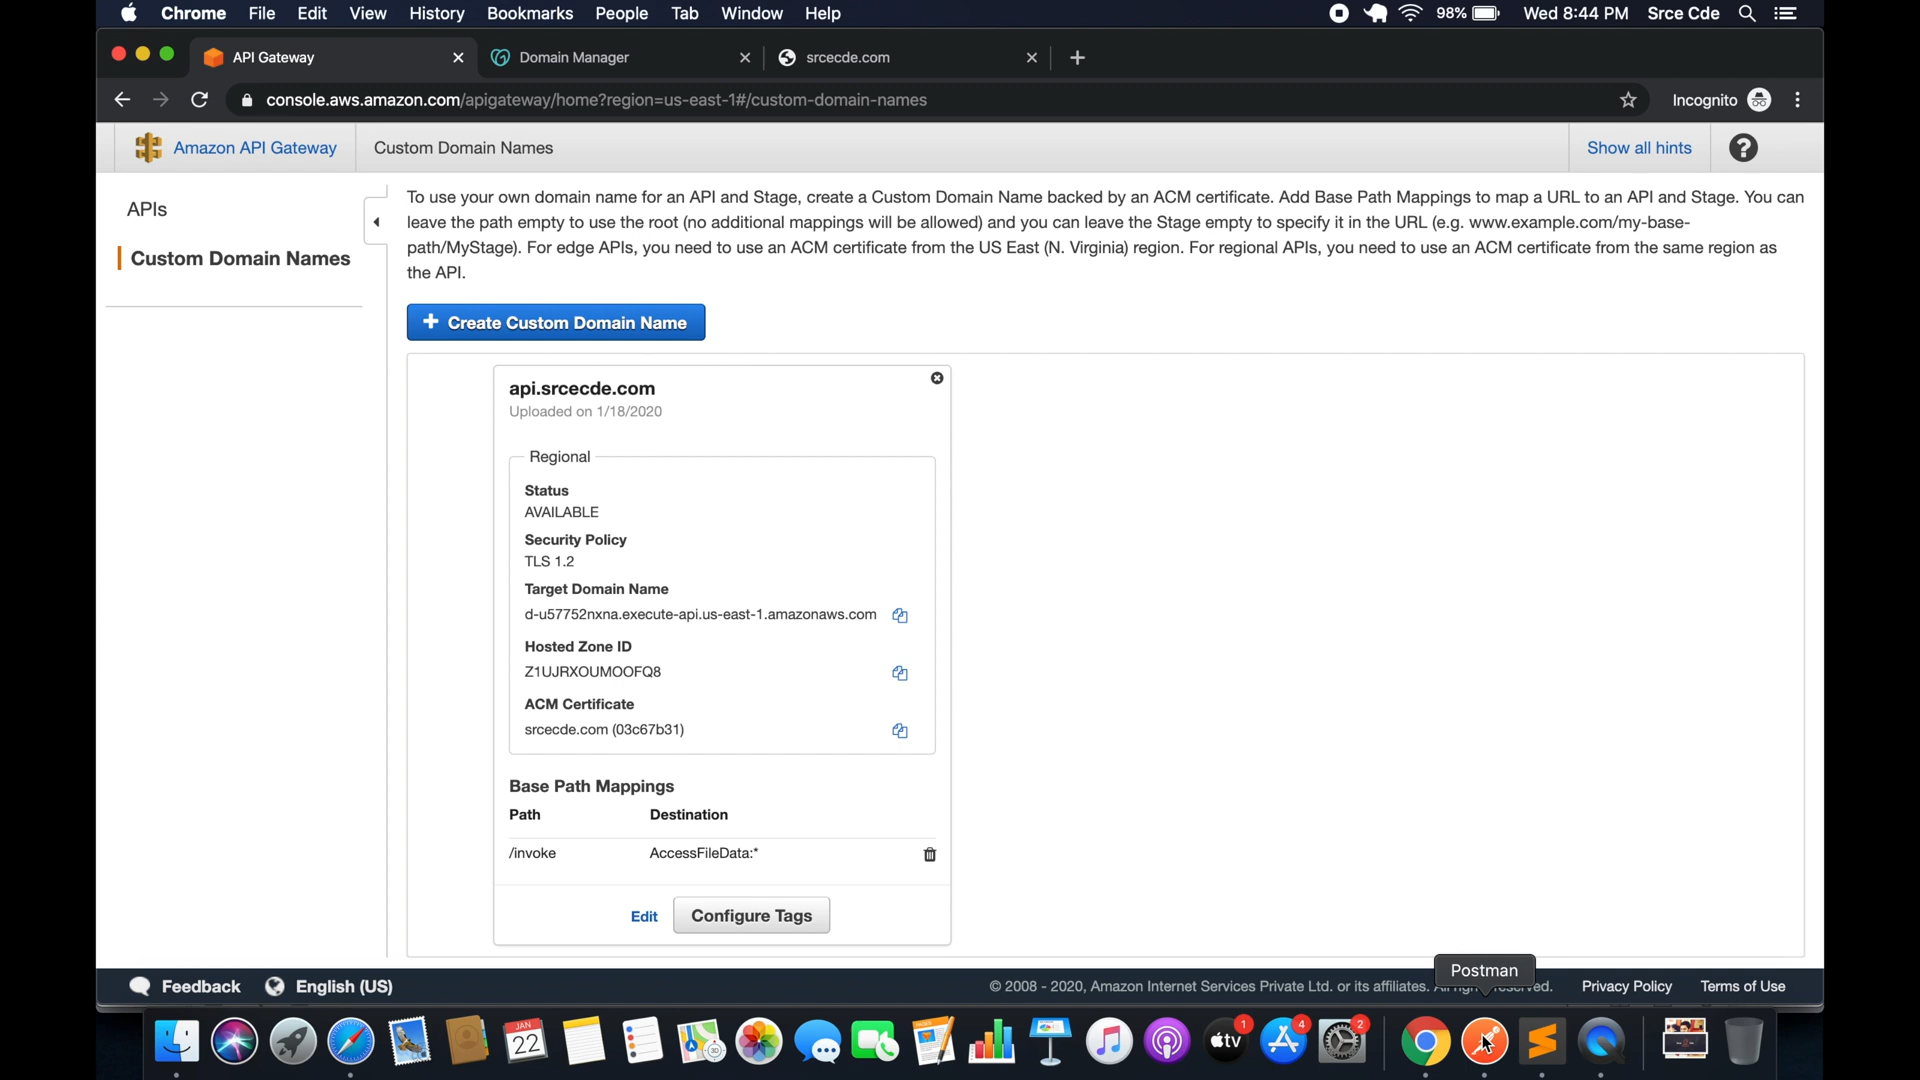 Chrome File Edit View History Bookmarks People Tab Window Help 98% Wed 8:44 PM Srce Cde
API Gateway Domain Manager srcecde.com
console.aws.amazon.com/apigateway/home?region=us-east-1#/custom-domain-names Incognito
Amazon API Gateway Custom Domain Names Show all hints ?
APIs
Custom Domain Names
To use your own domain name for an API and Stage, create a Custom Domain Name backed by an ACM certificate. Add Base Path Mappings to map a URL to an API and Stage. You can
leave the path empty to use the root (no additional mappings will be allowed) and you can leave the Stage empty to specify it in the URL (e.g. www.example.com/my-base-
path/MyStage). For edge APIs, you need to use an ACM certificate from the US East (N. Virginia) region. For regional APIs, you need to use an ACM certificate from the same region as
the API.
+ Create Custom Domain Name
api.srcecde.com
Uploaded on 1/18/2020
Regional
Status
AVAILABLE
Security Policy
TLS 1.2
Target Domain Name
d-u57752nxna.execute-api.us-east-1.amazonaws.com
Hosted Zone ID
Z1UJRXOUMOOFQ8
ACM Certificate
srcecde.com (03c67b31)
Base Path Mappings
Path Destination
/invoke AccessFileData:*
Edit Configure Tags
Postman
Feedback English (US) © 2008 - 2020, Amazon Internet Services Private Ltd. or its affiliates. Privacy Policy Terms of Use
JAN
22
tv
1
4
2